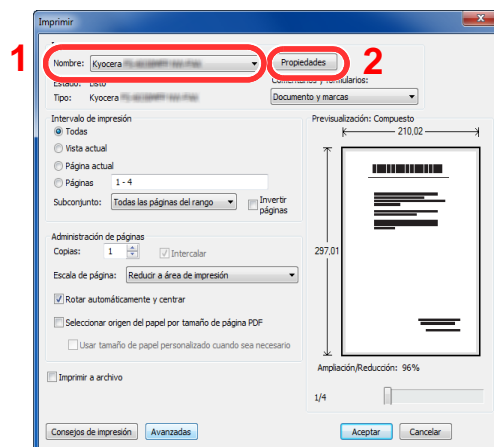 Imprimir
1
Nombre: Kyocera
Propiedades
2
Estado: Listo
Comentarios y formularios:
Tipo: Kyocera
Documento y marcas
Intervalo de impresión
Todas
Vista actual
Página actual
Páginas 1 - 4
Subconjunto: Todas las páginas del rango
Invertir
páginas
Previsualización: Compuesto
210,02
297,01
Administración de páginas
Copias: 1
Intercalar
Escala de página: Reducir a área de impresión
Rotar automáticamente y centrar
Seleccionar origen del papel por tamaño de página PDF
Usar tamaño de papel personalizado cuando sea necesario
Imprimir a archivo
Ampliación/Reducción: 96%
1/4
Consejos de impresión
Avanzadas
Aceptar
Cancelar